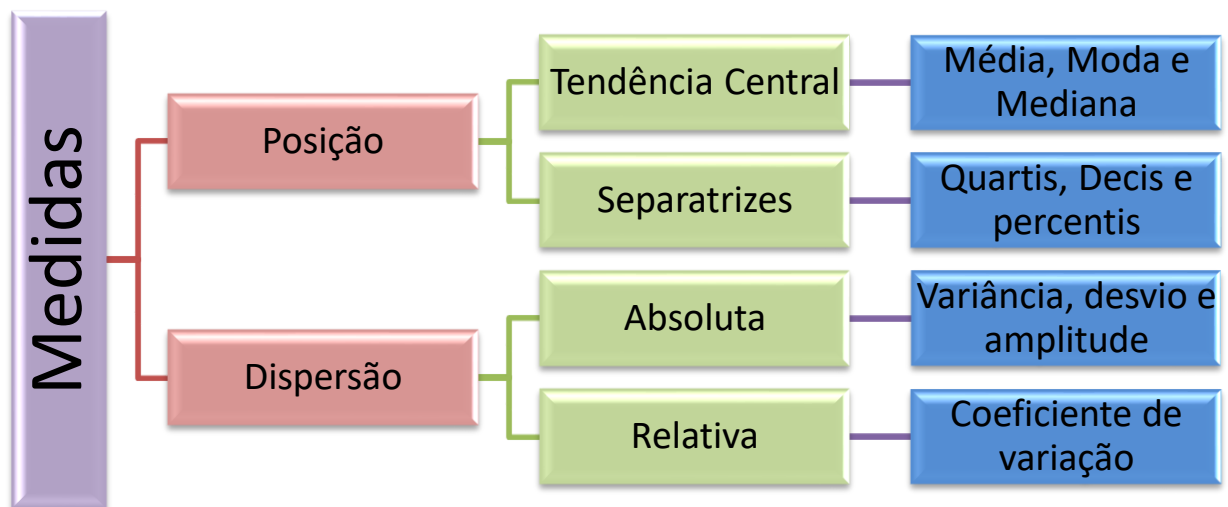 Medidas
Posição
Tendência Central
Média, Moda e
Mediana
Separatrizes
Quartis, Decis e
percentis
Dispersão
Absoluta
Variância, desvio e
amplitude
Relativa
Coeficiente de
variação